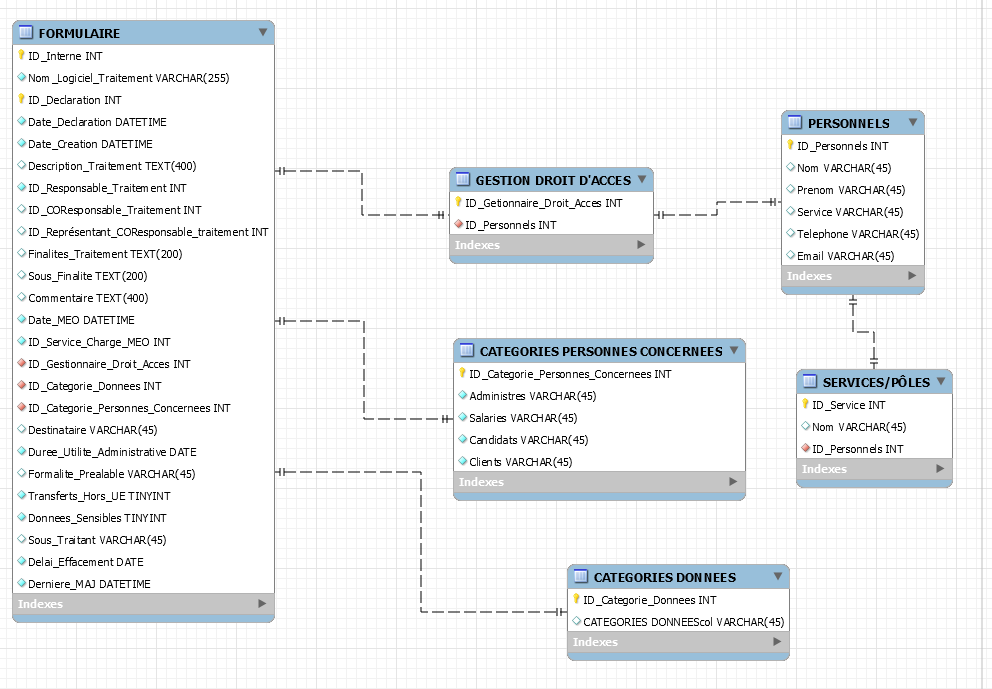 FORMULAIRE
ID_Interne INT
Nom_Logiciel_Traitement VARCHAR(255)
ID_Declaration INT
Date_Declaration DATETIME
Date_Creation DATETIME
Description_Traitement TEXT(400)
ID_Responsable_Traitement INT
ID_COResponsable_Traitement INT
ID_Représentant_COResponsable_traitement INT
Finalites_Traitement TEXT(200)
Sous_Finalite TEXT(200)
Commentaire TEXT(400)
Date_MEO DATETIME
ID_Service_Charge_MEO INT
ID_Gestionnaire_Droit_Acces INT
ID_Categorie_Donnees INT
ID_Categorie_Personnes_Concernees INT
Destinataire VARCHAR(45)
Duree_Utilite_Administrative DATE
Formalite_Prealable VARCHAR(45)
Transferts_Hors_UE TINYINT
Donnees_Sensibles TINYINT
Sous_Traitant VARCHAR(45)
Delai_Effacement DATE
Derniere_MAJ DATETIME
Indexes
GESTION DROIT D'ACCES
ID_Getionnaire_Droit_Acces INT
ID_Personnels INT
Indexes
PERSONNELS
ID_Personnels INT
Nom VARCHAR(45)
Prenom VARCHAR(45)
Service VARCHAR(45)
Telephone VARCHAR(45)
Email VARCHAR(45)
Indexes
CATEGORIES PERSONNES CONCERNEES
ID_Categorie_Personnes_Concernees INT
Administres VARCHAR(45)
Salaries VARCHAR(45)
Candidats VARCHAR(45)
Clients VARCHAR(45)
Indexes
SERVICES/PÔLES
ID_Service INT
Nom VARCHAR(45)
ID_Personnels INT
Indexes
CATEGORIES DONNEES
ID_Categorie_Donnees INT
CATEGORIES DONNEEScol VARCHAR(45)
Indexes